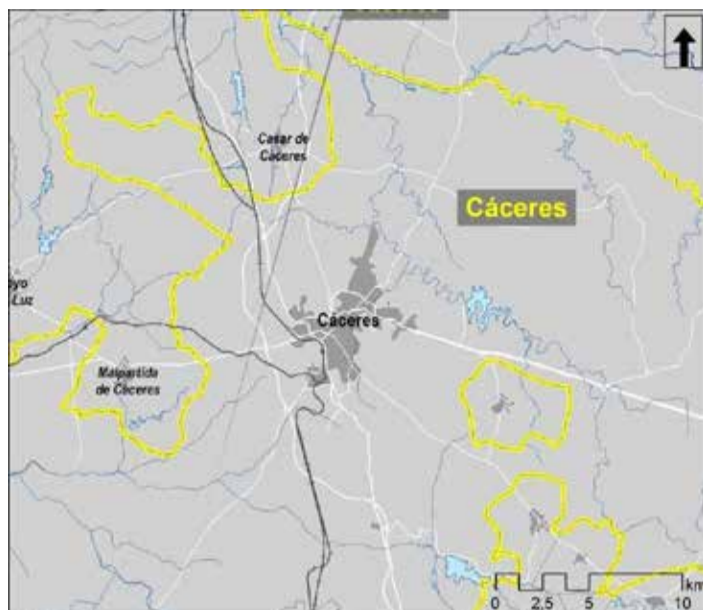 Casar de
Cáceres
Cáceres
Luz
Cáceres
Malpartida
de Cáceres
km
0 2.5 5 10